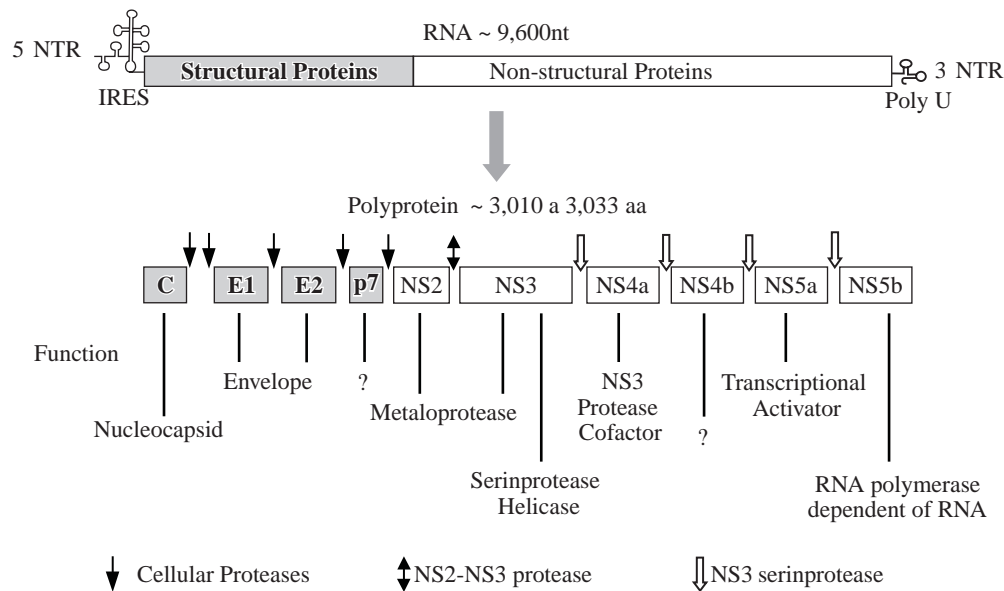 RNA ~ 9,600nt
5 NTR
Structural Proteins
Non-structural Proteins
3 NTR
IRES
Poly U
Polyprotein ~ 3,010 a 3,033 aa
C
E1
E2
p7
NS2
NS3
NS4a
NS4b
NS5a
NS5b
Function
Nucleocapsid
Envelope
?
Metaloprotease
Serinprotease
Helicase
NS3
Protease
Cofactor
?
Transcriptional
Activator
RNA polymerase
dependent of RNA
Cellular Proteases
NS2-NS3 protease
NS3 serinprotease